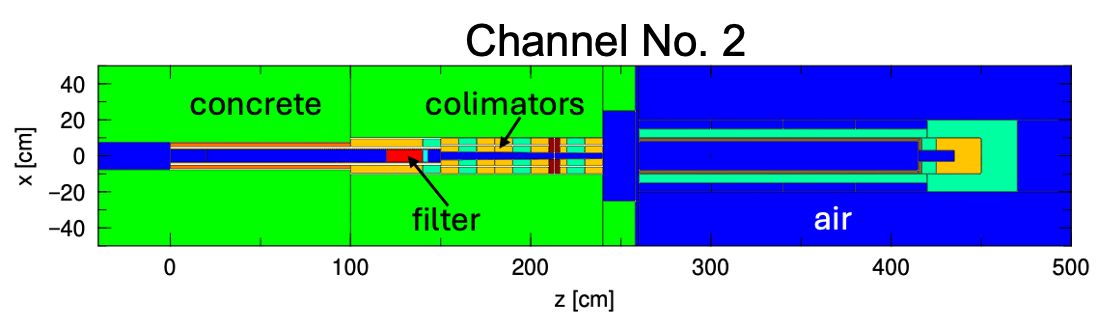 Channel No. 2
40
20
0
−20
−40
x [cm]
concrete
colimators
filter
air
0
100
200
300
400
500
z [cm]